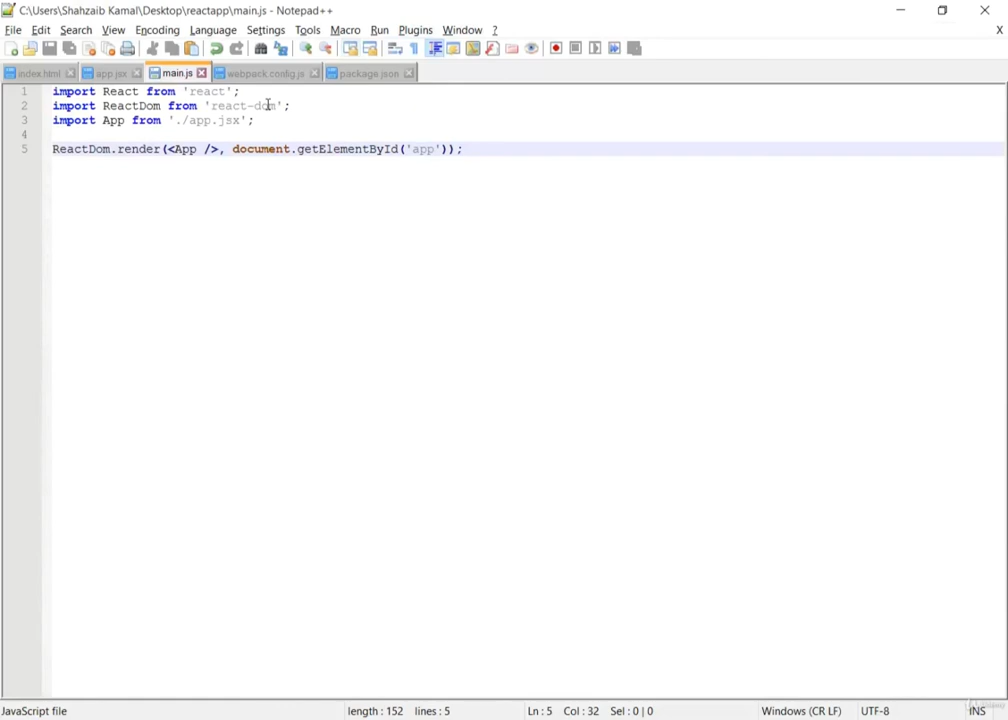 C:\Users\Shahzaib Kamal\Desktop\reactapp\main.js - Notepad++
File Edit Search View Encoding Language Settings Tools Macro Run Plugins Window ? X
index.html app.jsx main.js webpack.config.js package.json
1 import React from 'react';
2 import ReactDom from 'react-dom';
3 import App from './app.jsx';
4
5 ReactDom.render(<App />, document.getElementById('app'));
JavaScript file length : 152 lines : 5 Ln : 5 Col : 32 Sel : 0 | 0 Windows (CR LF) UTF-8 INS